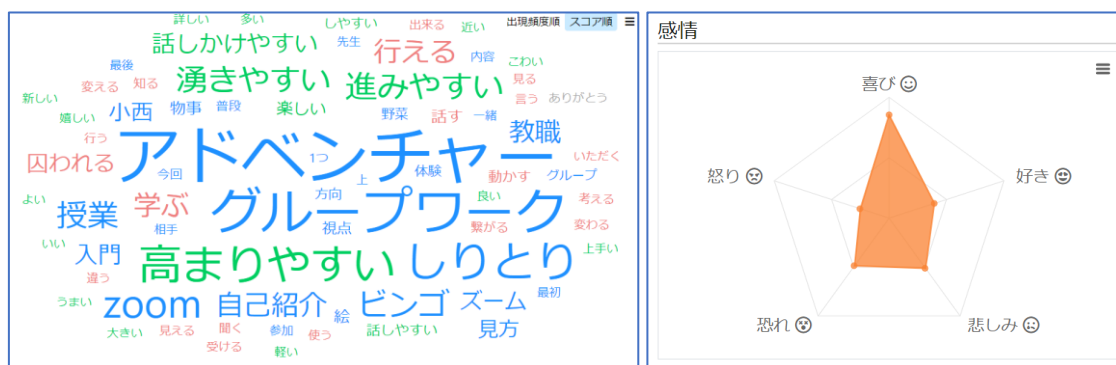 詳しい 多い しやすい 出来る 近い 出現頻度順 スコア順
話しかけやすい 先生 行える 内容 こわい
最後 湧きやすい 進みやすい 見る
変える 知る 言う ありがとう
新しい 小西 物事 普段 楽しい 野菜 話す 一緒 教職
嬉しい
行う アドベンチャー
囚われる 今回 1つ 上 体験 動かす グループ いただく
よい 授業 学ぶ 方向 グループワーク 良い 考える
相手 視点 繋がる 変わる
いい 入門 高まりやすい しりとり 上手い
違う
うまい zoom 自己紹介 絵 ビンゴ ズーム 最初
大きい 見える 聞く 参加 使う 話しやすい 見方
受ける 軽い
感情
喜び
怒り 好き
恐れ 悲しみ